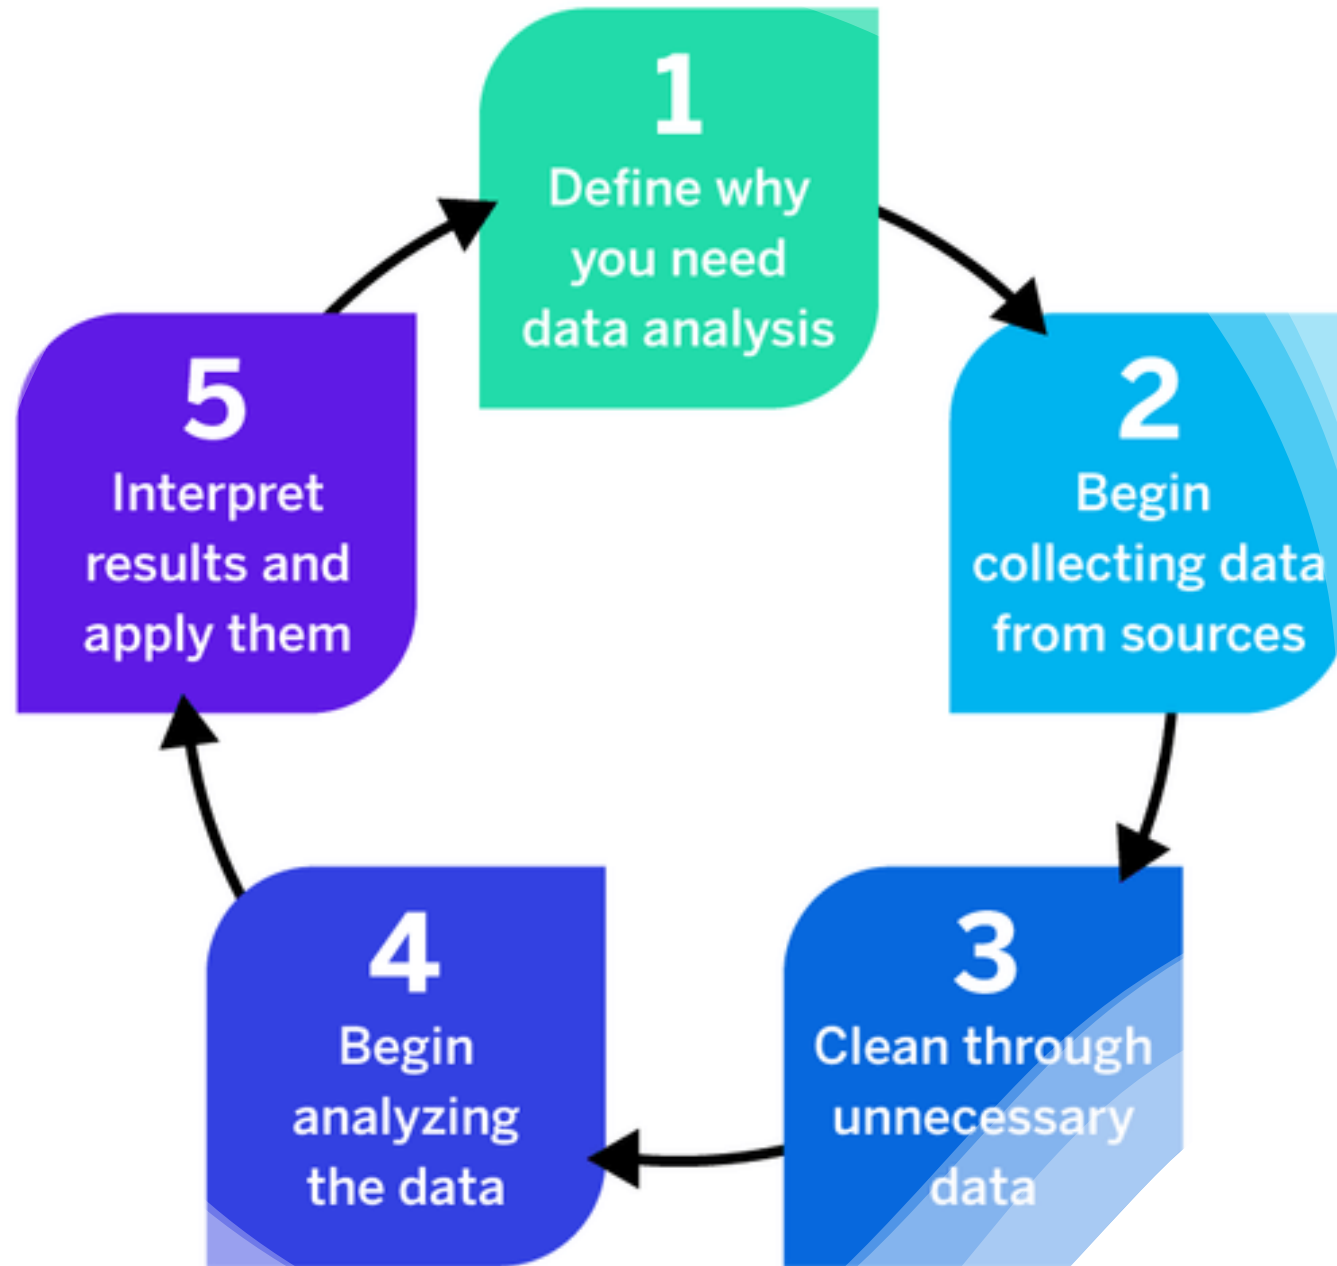 1
Define why
you need
data analysis
2
Begin
collecting data
from sources
3
Clean through
unnecessary
data
4
Begin
analyzing
the data
5
Interpret
results and
apply them